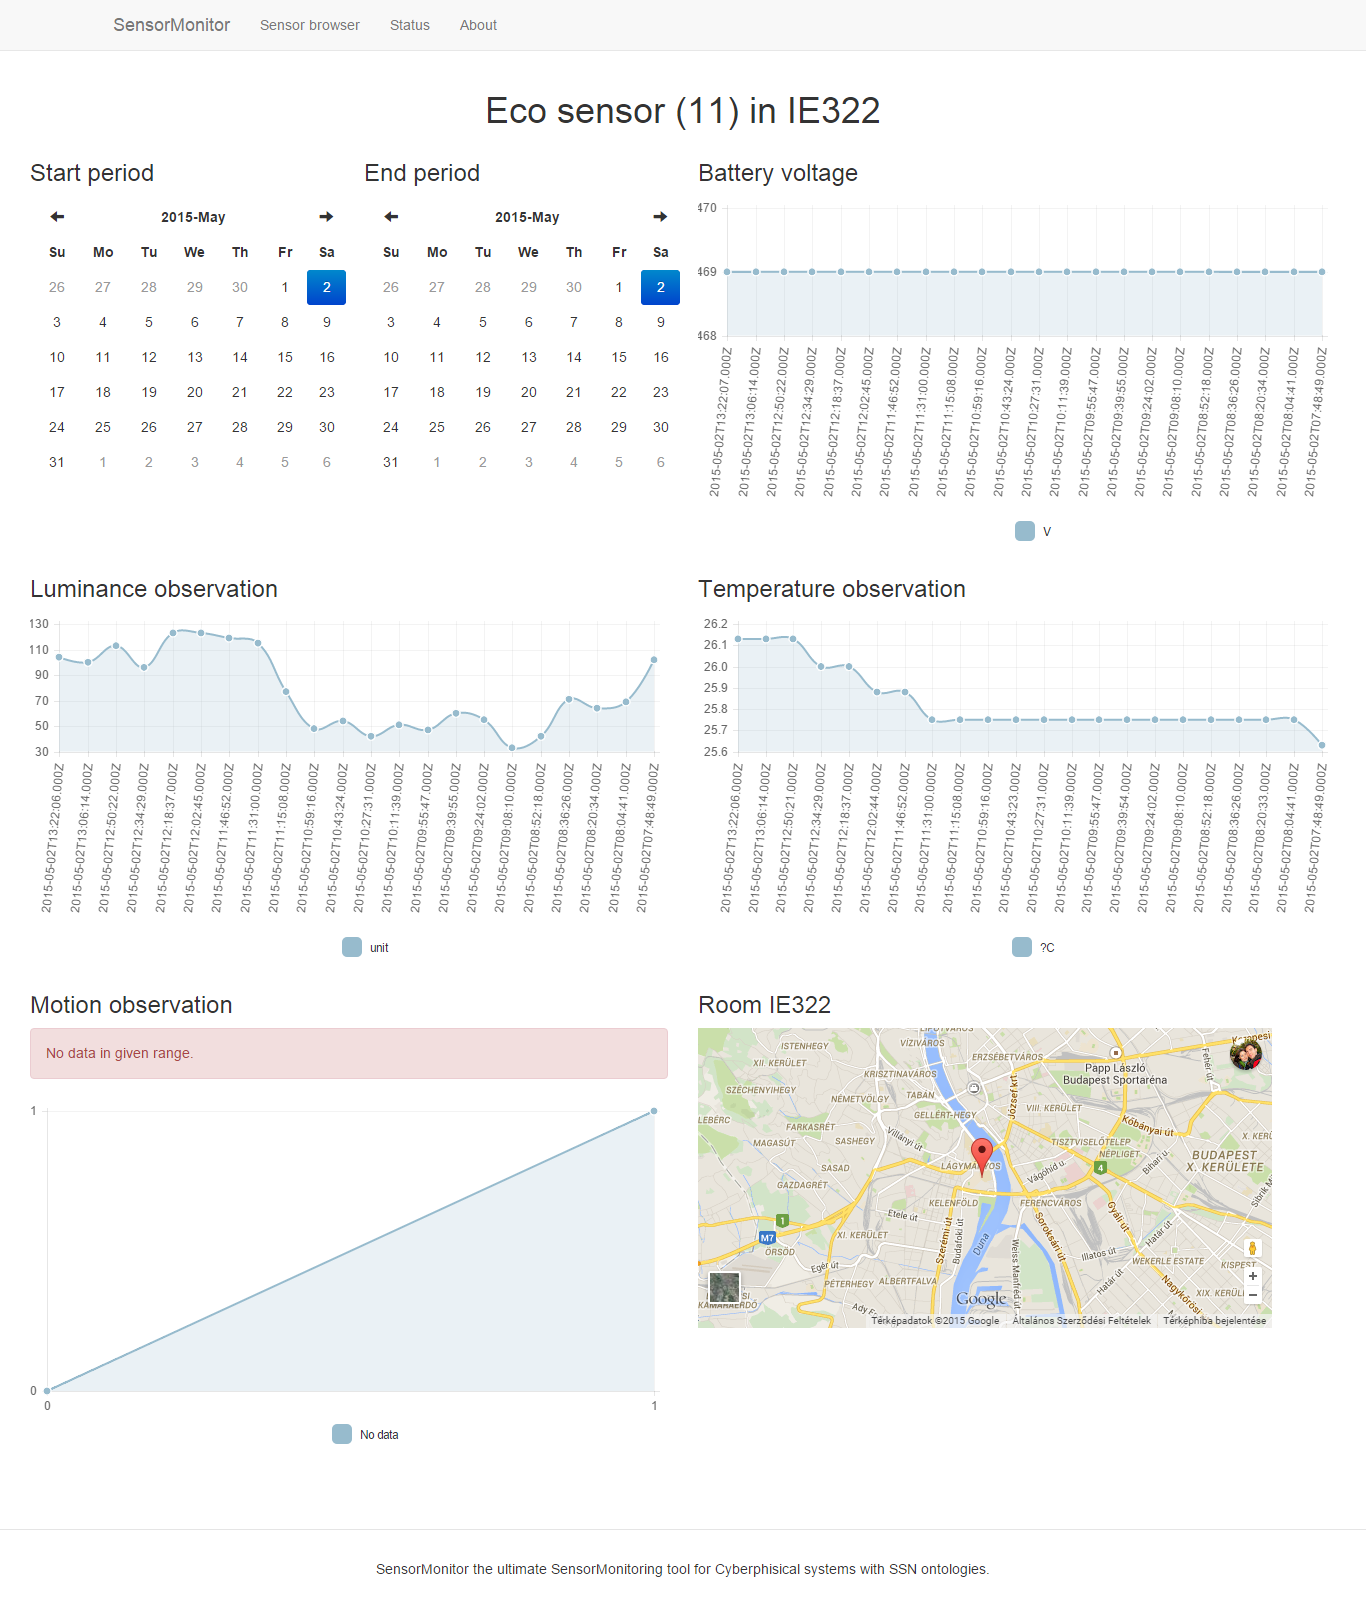 SensorMonitor Sensor browser Status About
Eco sensor (11) in IE322
Start period
2015-May
Su Mo Tu We Th Fr Sa
26 27 28 29 30 1 2
3 4 5 6 7 8 9
10 11 12 13 14 15 16
17 18 19 20 21 22 23
24 25 26 27 28 29 30
31 1 2 3 4 5 6
End period
2015-May
Su Mo Tu We Th Fr Sa
26 27 28 29 30 1 2
3 4 5 6 7 8 9
10 11 12 13 14 15 16
17 18 19 20 21 22 23
24 25 26 27 28 29 30
31 1 2 3 4 5 6
Battery voltage
470
469
468
2015-05-02T13:22:07.000Z
2015-05-02T13:06:14.000Z
2015-05-02T12:50:22.000Z
2015-05-02T12:34:29.000Z
2015-05-02T12:18:37.000Z
2015-05-02T12:02:45.000Z
2015-05-02T11:46:52.000Z
2015-05-02T11:31:00.000Z
2015-05-02T11:15:08.000Z
2015-05-02T10:59:16.000Z
2015-05-02T10:43:24.000Z
2015-05-02T10:27:31.000Z
2015-05-02T10:11:39.000Z
2015-05-02T09:55:47.000Z
2015-05-02T09:39:55.000Z
2015-05-02T09:24:02.000Z
2015-05-02T09:08:10.000Z
2015-05-02T08:52:18.000Z
2015-05-02T08:36:26.000Z
2015-05-02T08:20:34.000Z
2015-05-02T08:04:41.000Z
2015-05-02T07:48:49.000Z
V
Luminance observation
130
110
90
70
50
30
2015-05-02T13:22:06.000Z
2015-05-02T13:06:14.000Z
2015-05-02T12:50:22.000Z
2015-05-02T12:34:29.000Z
2015-05-02T12:18:37.000Z
2015-05-02T12:02:45.000Z
2015-05-02T11:46:52.000Z
2015-05-02T11:31:00.000Z
2015-05-02T11:15:08.000Z
2015-05-02T10:59:16.000Z
2015-05-02T10:43:24.000Z
2015-05-02T10:27:31.000Z
2015-05-02T10:11:39.000Z
2015-05-02T09:55:47.000Z
2015-05-02T09:39:55.000Z
2015-05-02T09:24:02.000Z
2015-05-02T09:08:10.000Z
2015-05-02T08:52:18.000Z
2015-05-02T08:36:26.000Z
2015-05-02T08:20:34.000Z
2015-05-02T08:04:41.000Z
2015-05-02T07:48:49.000Z
unit
Temperature observation
26.2
26.1
26.0
25.9
25.8
25.7
25.6
2015-05-02T13:22:06.000Z
2015-05-02T13:06:14.000Z
2015-05-02T12:50:21.000Z
2015-05-02T12:34:29.000Z
2015-05-02T12:18:37.000Z
2015-05-02T12:02:44.000Z
2015-05-02T11:46:52.000Z
2015-05-02T11:31:00.000Z
2015-05-02T11:15:08.000Z
2015-05-02T10:59:16.000Z
2015-05-02T10:43:23.000Z
2015-05-02T10:27:31.000Z
2015-05-02T10:11:39.000Z
2015-05-02T09:55:47.000Z
2015-05-02T09:39:54.000Z
2015-05-02T09:24:02.000Z
2015-05-02T09:08:10.000Z
2015-05-02T08:52:18.000Z
2015-05-02T08:36:26.000Z
2015-05-02T08:20:33.000Z
2015-05-02T08:04:41.000Z
2015-05-02T07:48:49.000Z
?C
Motion observation
No data in given range.
1
0
0 1
No data
Room IE322
LIPÓTVÁROS
VÍZIVÁROS
ISTENHEGY
ERZSÉBETVÁROS
Kerepesi
Fehér út
XII. KERÜLET
KRISZTINAVÁROS
Papp László
Budapest Sportaréna
SZÉCHENYIHEGY
NÉMETVÖLGY
TABAN
József krt.
GELLÉRT-HEGY
VIII. KERÜLET
LEBÉRC
FARKASRÉT
Villányi út
Kőbányai út
MAGASÚT
SASHEGY
TISZTVISELŐTELEP
NÉPLIGET
X. KERÜ
BUDAPEST
X. KERÜLETE
SASAD
LÁGYMÁNYOS
Vágóhíd u.
Bihari u.
4
GAZDAGRÉT
KELENFÖLD
FERENCVÁROS
Sibrik M
Etele út
Gyáli út
1
M7
ŐRSÖD
XI. KERÜLET
Szerémi út
Budafoki út
Duna
Weiss Manfréd út
Soroksári út
Határ út
Illatos út
WEKERLE ESTATE
KISPES
Egér út
PÉTERHEGY
ALBERTFALVA
Határ út
Nagykőrösi
XIX. KERÜL
KAMARAERDŐ
Google
Térképadatok ©2015 Google Általános Szerződési Feltételek Térképhiba bejelentése
SensorMonitor the ultimate SensorMonitoring tool for Cyberphisical systems with SSN ontologies.